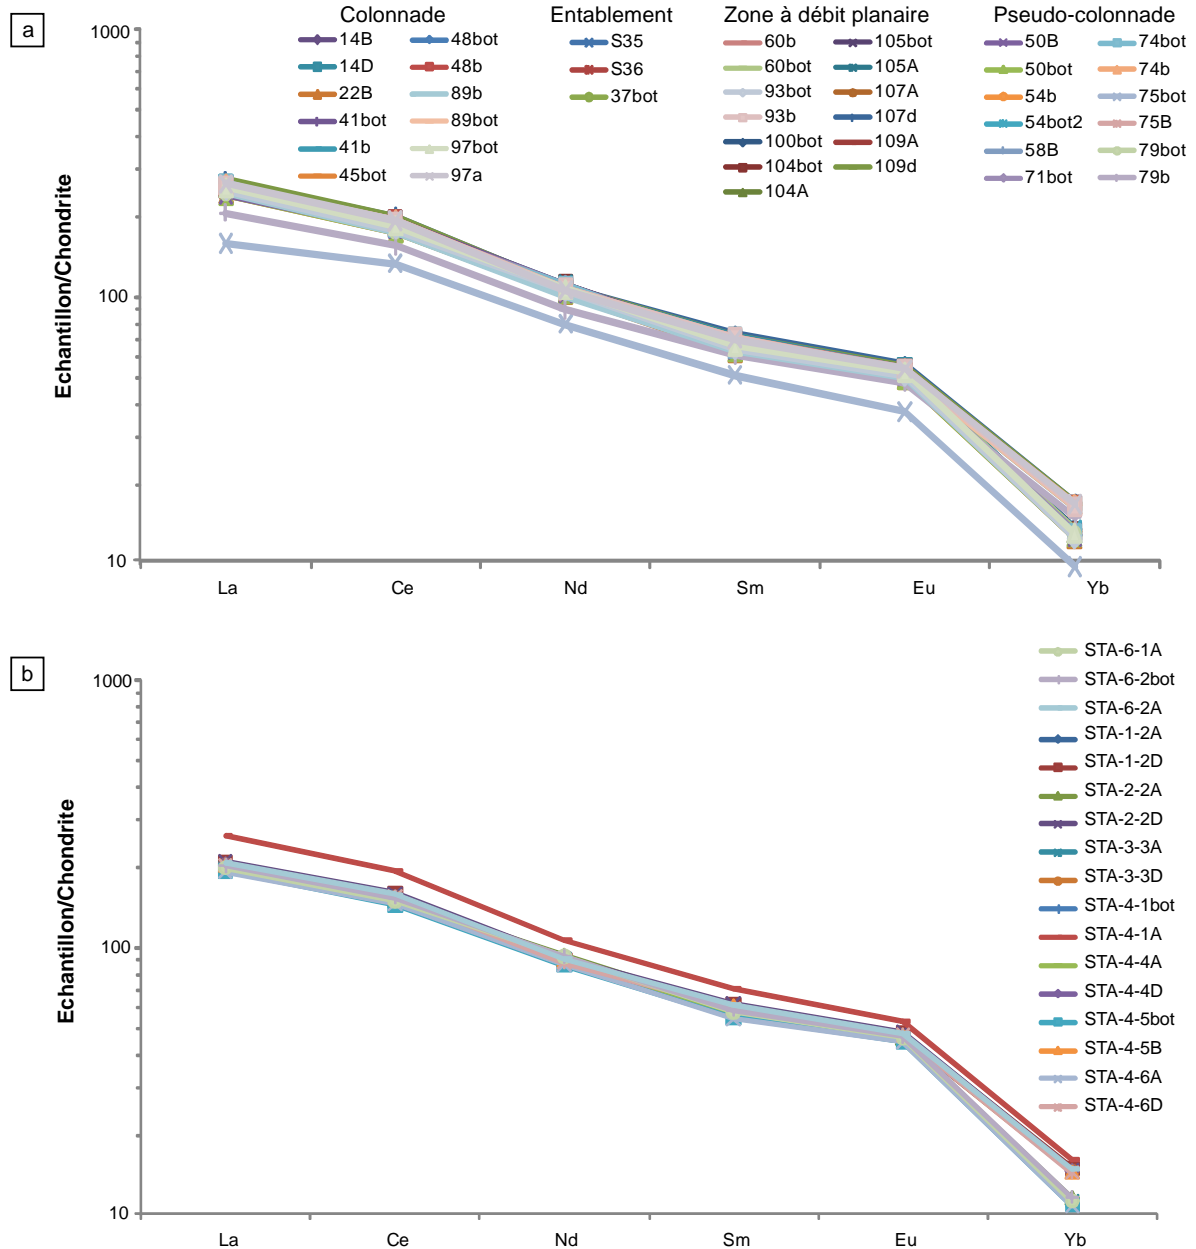 a
Colonnade
Entablement
Zone à débit planaire
Pseudo-colonnade
14B
14D
22B
41bot
41b
45bot
48bot
48b
89b
89bot
97bot
97a
S35
S36
37bot
60b
60bot
93bot
93b
100bot
104bot
104A
105bot
105A
107A
107d
109A
109d
50B
50bot
54b
54bot2
58B
71bot
74bot
74b
75bot
75B
79bot
79b
Echantillon/Chondrite
1000
100
10
La Ce Nd Sm Eu Yb
b
STA-6-1A
STA-6-2bot
STA-6-2A
STA-1-2A
STA-1-2D
STA-2-2A
STA-2-2D
STA-3-3A
STA-3-3D
STA-4-1bot
STA-4-1A
STA-4-4A
STA-4-4D
STA-4-5bot
STA-4-5B
STA-4-6A
STA-4-6D
Echantillon/Chondrite
1000
100
10
La Ce Nd Sm Eu Yb